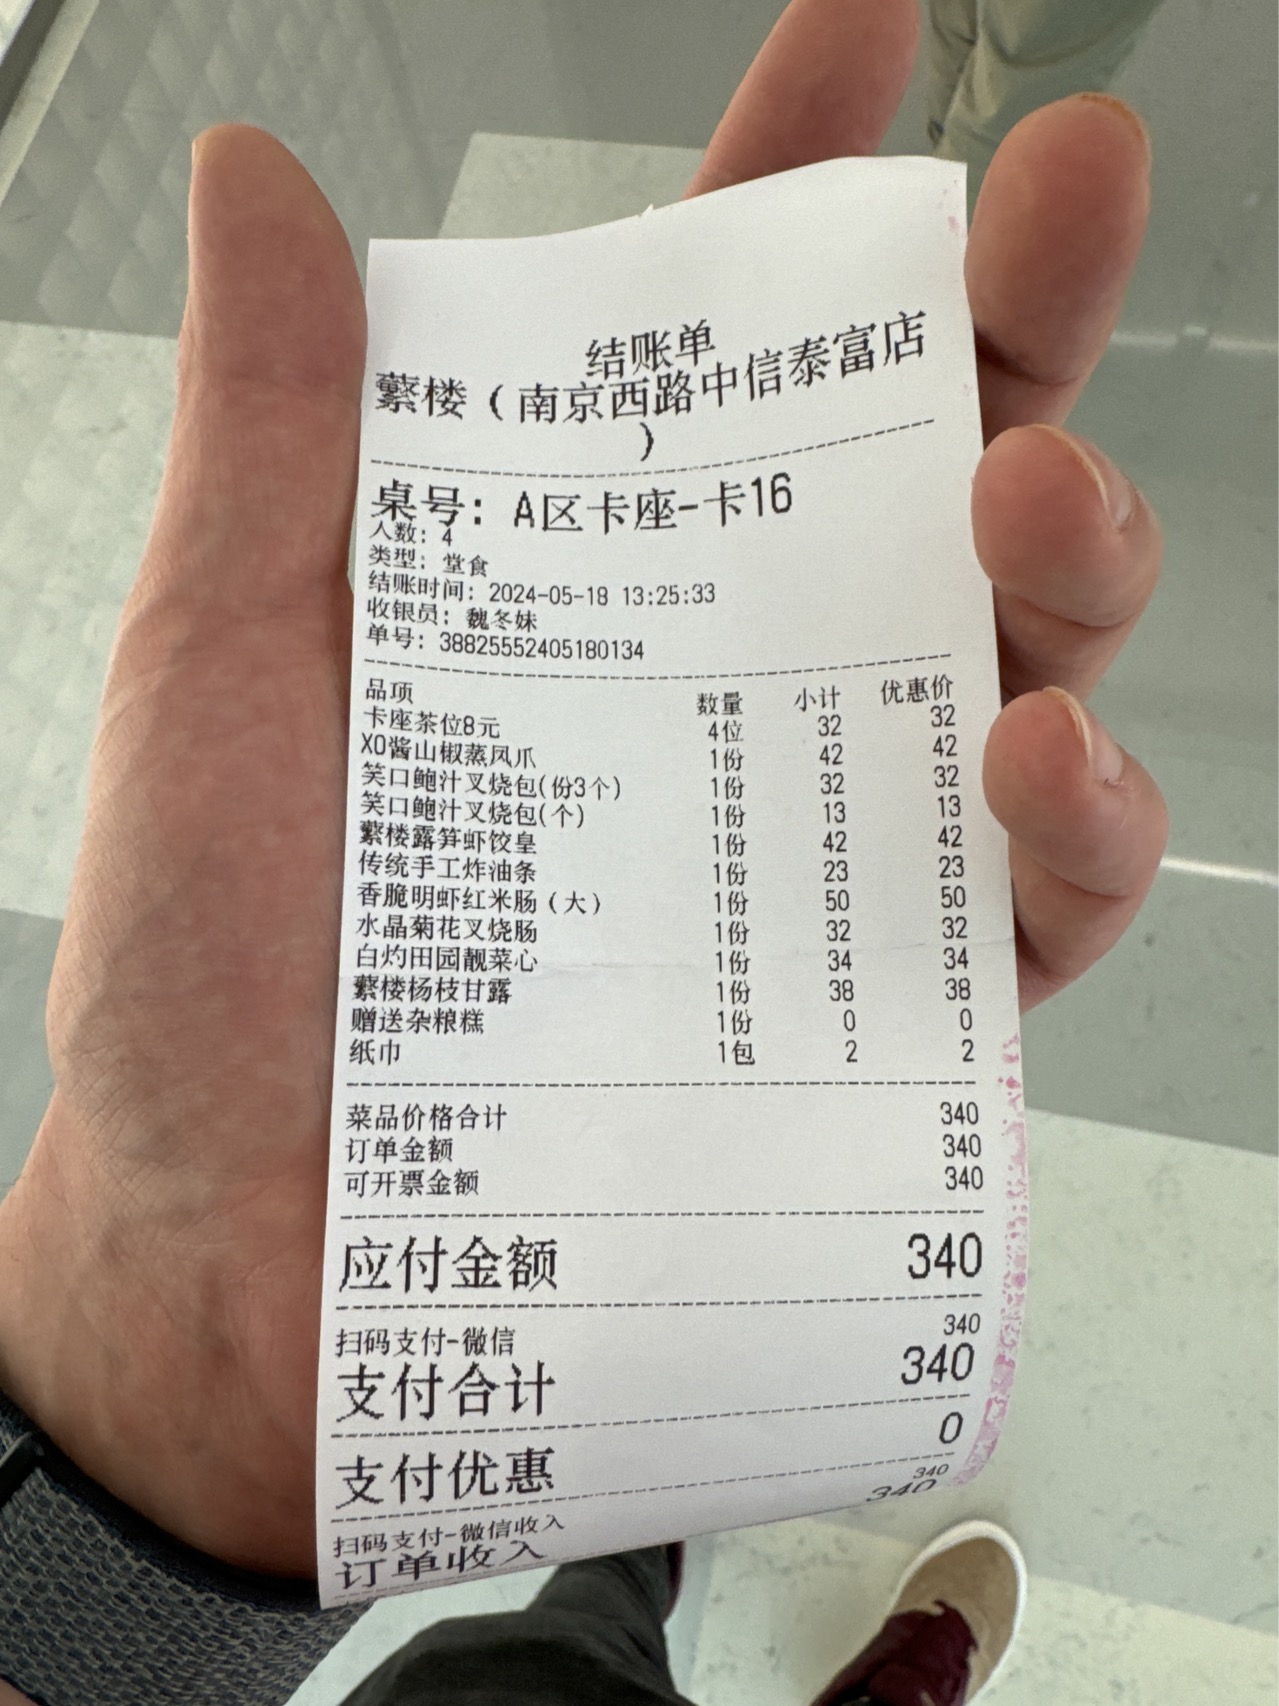 结账单
蘩楼（南京西路中信泰富店
）
桌号: A区卡座-卡16
人数: 4
类型: 堂食
结账时间: 2024-05-18 13:25:33
收银员: 魏冬妹
单号: 38825552405180134
品项 数量 小计 优惠价
卡座茶位8元 4位 32 32
XO酱山椒蒸凤爪 1份 42 42
笑口鲍汁叉烧包(份3个) 1份 32 32
笑口鲍汁叉烧包(个) 1份 13 13
蘩楼露笋虾饺皇 1份 42 42
传统手工炸油条 1份 23 23
香脆明虾红米肠（大） 1份 50 50
水晶菊花叉烧肠 1份 32 32
白灼田园靓菜心 1份 34 34
蘩楼杨枝甘露 1份 38 38
赠送杂粮糕 1份 0 0
纸巾 1包 2 2
菜品价格合计 340
订单金额 340
可开票金额 340
应付金额 340
扫码支付-微信 340
支付合计 340
支付优惠 0
扫码支付-微信收入 340
订单收入 340